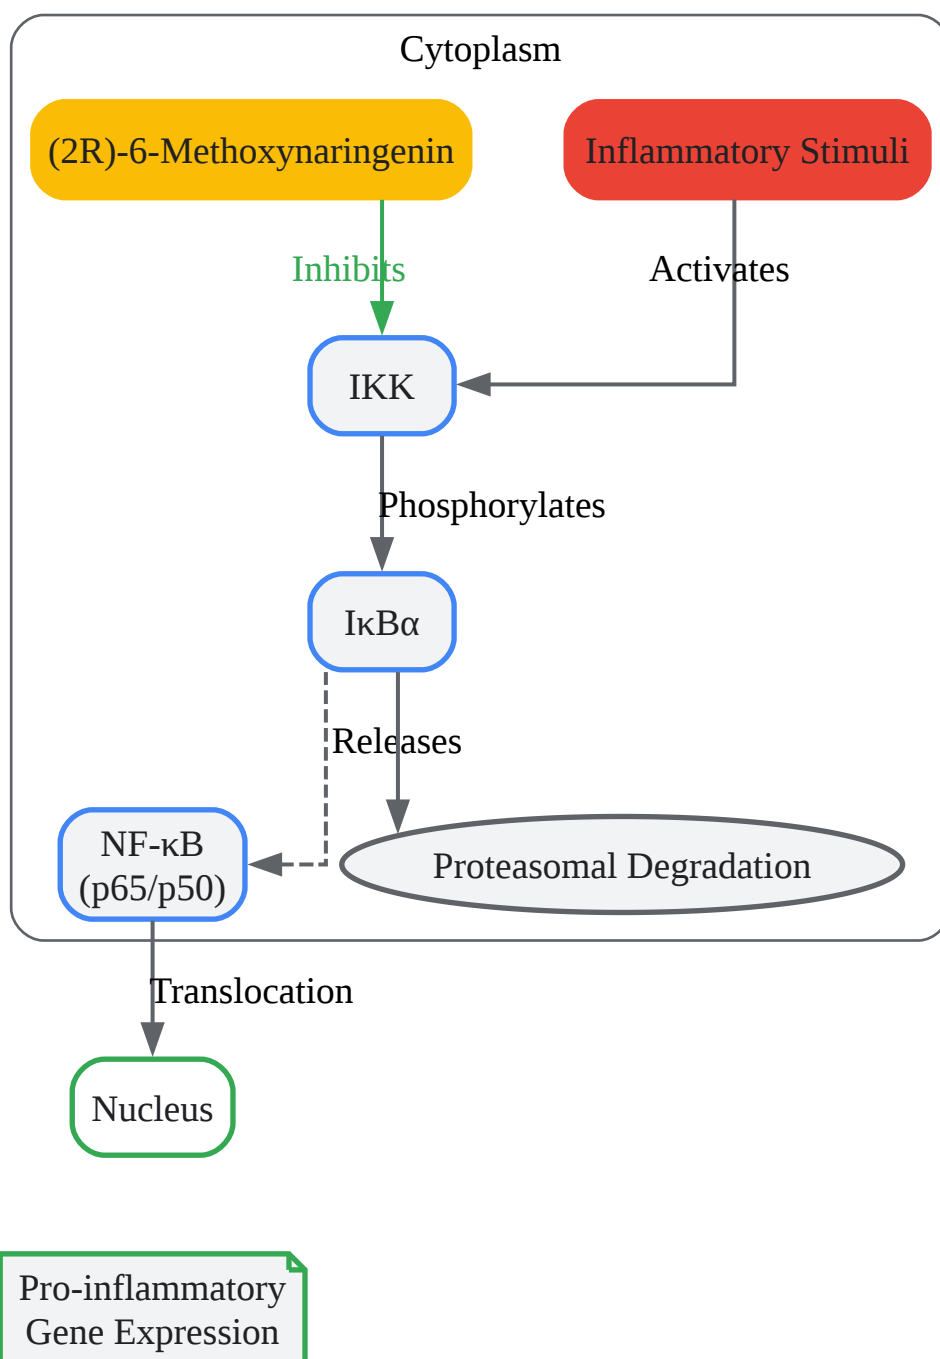 Cytoplasm
(2R)-6-Methoxynaringenin
Inflammatory Stimuli
Inhibits
Activates
IKK
Phosphorylates
IκBα
Releases
NF-κB
(p65/p50)
Proteasomal Degradation
Translocation
Nucleus
Pro-inflammatory
Gene Expression